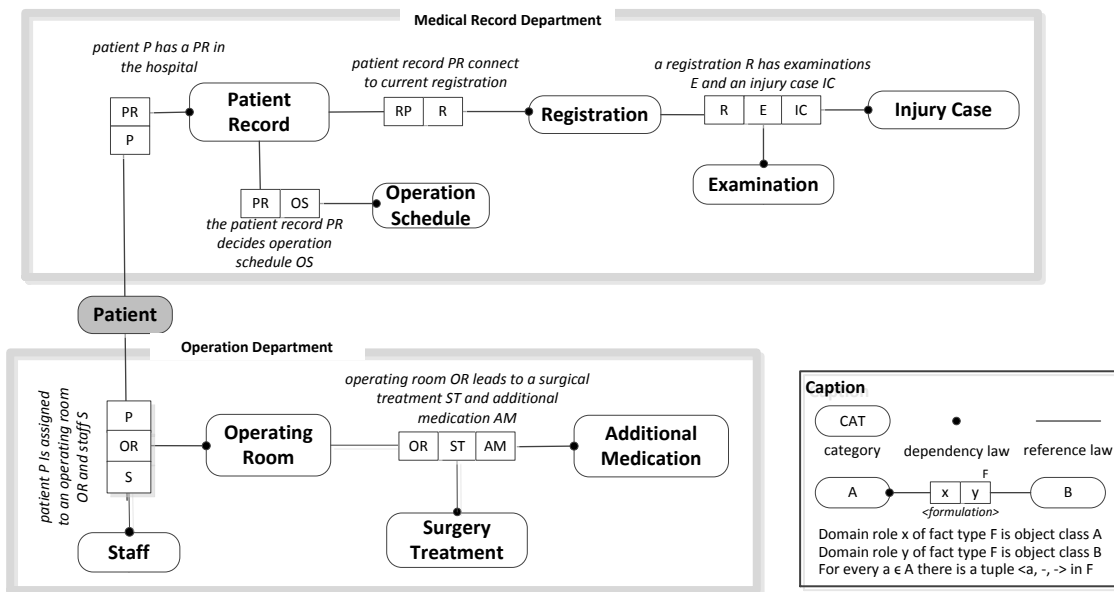 Medical Record Department
patient P has a PR in
the hospital
patient record PR connect
to current registration
a registration R has examinations
E and an injury case IC
PR
P
Patient
Record
RP R
Registration
R E IC
Injury Case
Examination
PR OS
Operation
Schedule
the patient record PR
decides operation
schedule OS
Patient
Operation Department
patient P Is assigned
to an operating room
OR and staff S
P
OR
S
Operating
Room
operating room OR leads to a surgical
treatment ST and additional
medication AM
OR ST AM
Additional
Medication
Surgery
Treatment
Staff
Caption
CAT
category
dependency law
reference law
A
x y
F
B
<formulation>
Domain role x of fact type F is object class A
Domain role y of fact type F is object class B
For every a ϵ A there is a tuple <a, -, -> in F